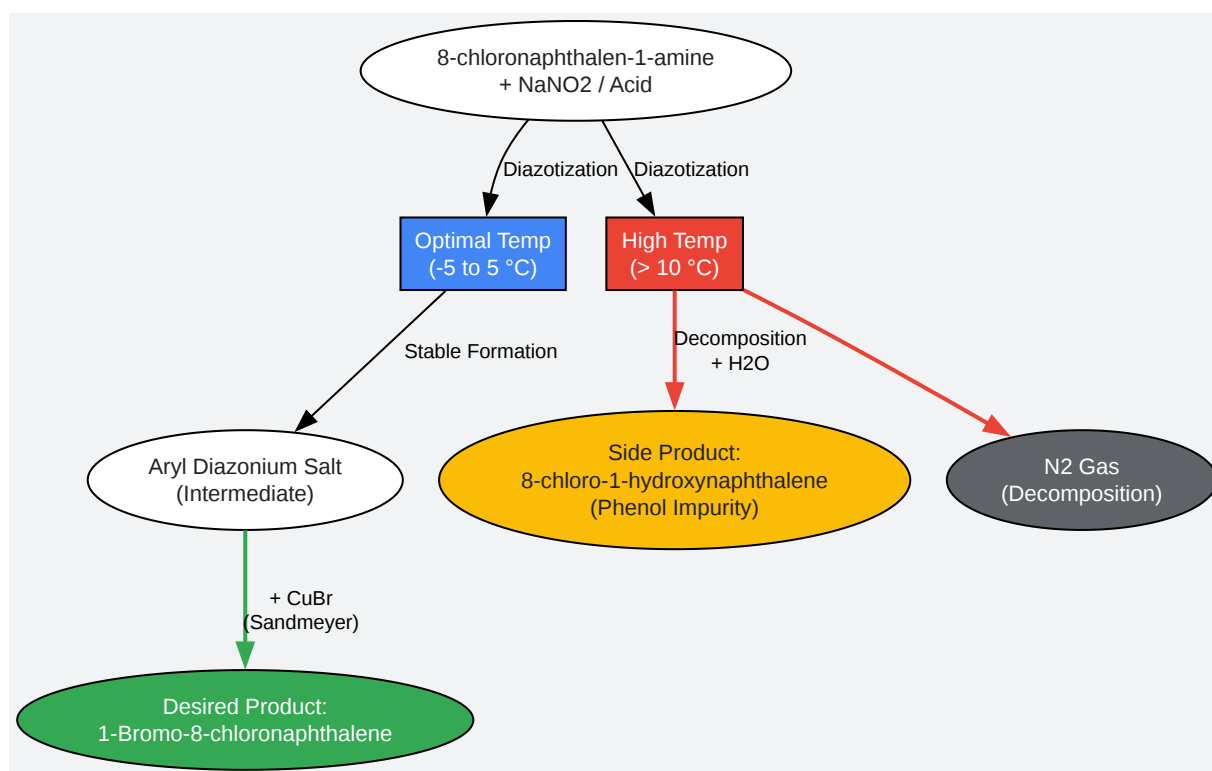 8-chloronaphthalen-1-amine
+ NaNO2 / Acid
Diazotization
Diazotization
Optimal Temp
(-5 to 5 °C)
High Temp
(> 10 °C)
Stable Formation
Decomposition
+ H2O
Aryl Diazonium Salt
(Intermediate)
Side Product:
8-chloro-1-hydroxynaphthalene
(Phenol Impurity)
N2 Gas
(Decomposition)
+ CuBr
(Sandmeyer)
Desired Product:
1-Bromo-8-chloronaphthalene